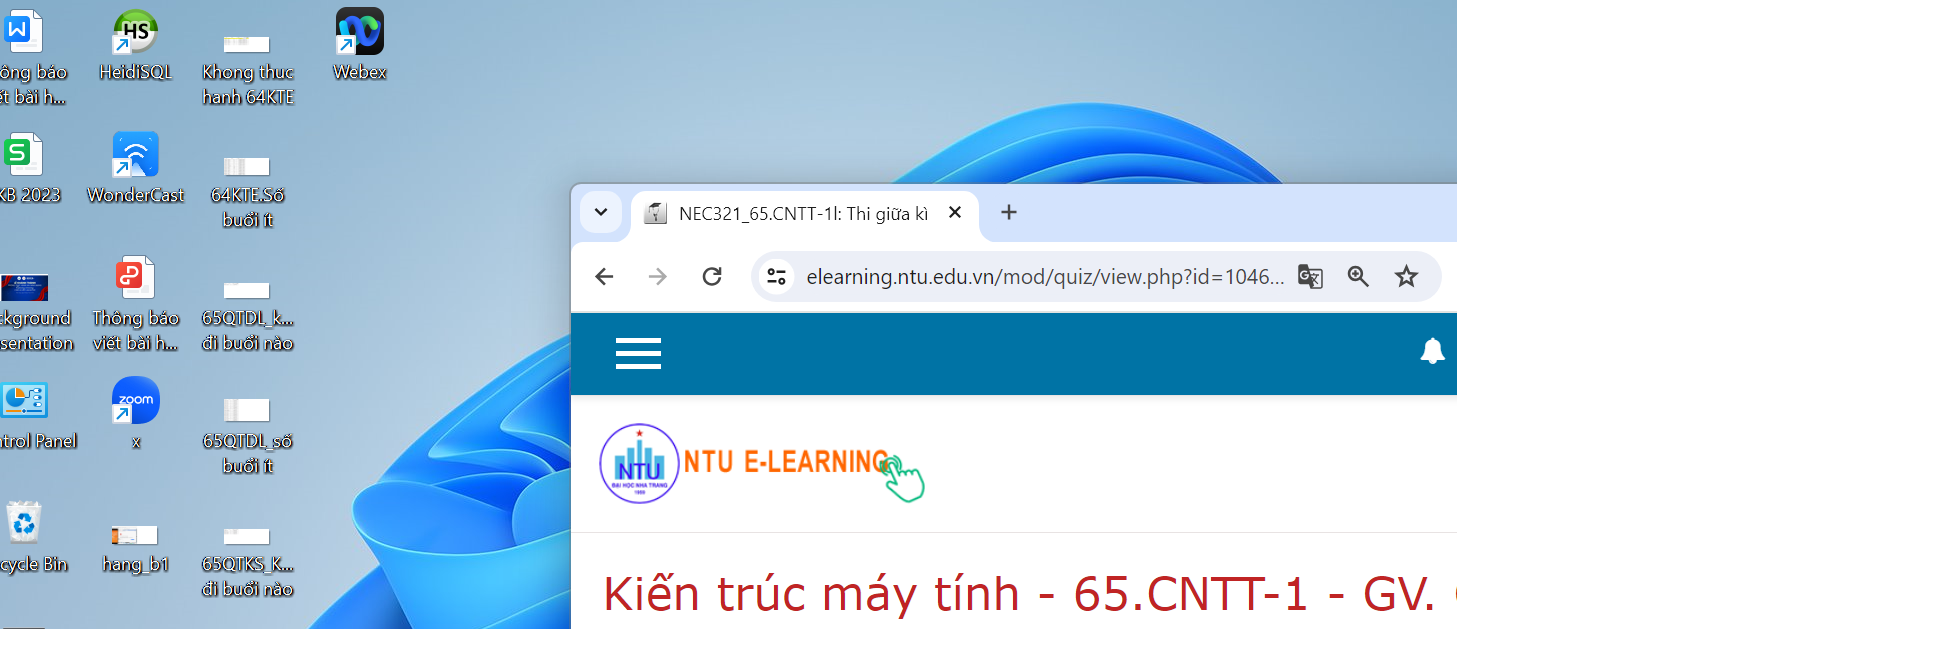 ông báo
ết bài h...
HeidiSQL
Khong thuc
hanh 64KTE
Webex
KB 2023
WonderCast
64KTE.Số
buổi ít
ckground
sentation
Thông báo
viết bài h...
65QTDL_k...
đi buổi nào
ntrol Panel
zoom
x
65QTDL_số
buổi ít
cycle Bin
hang_b1
65QTKS_K...
đi buổi nào
NEC321_65.CNTT-1l: Thi giữa kì
elearning.ntu.edu.vn/mod/quiz/view.php?id=1046...
NTU
ĐẠI HỌC NHA TRANG
1959
NTU E-LEARNING
Kiến trúc máy tính - 65.CNTT-1 - GV.